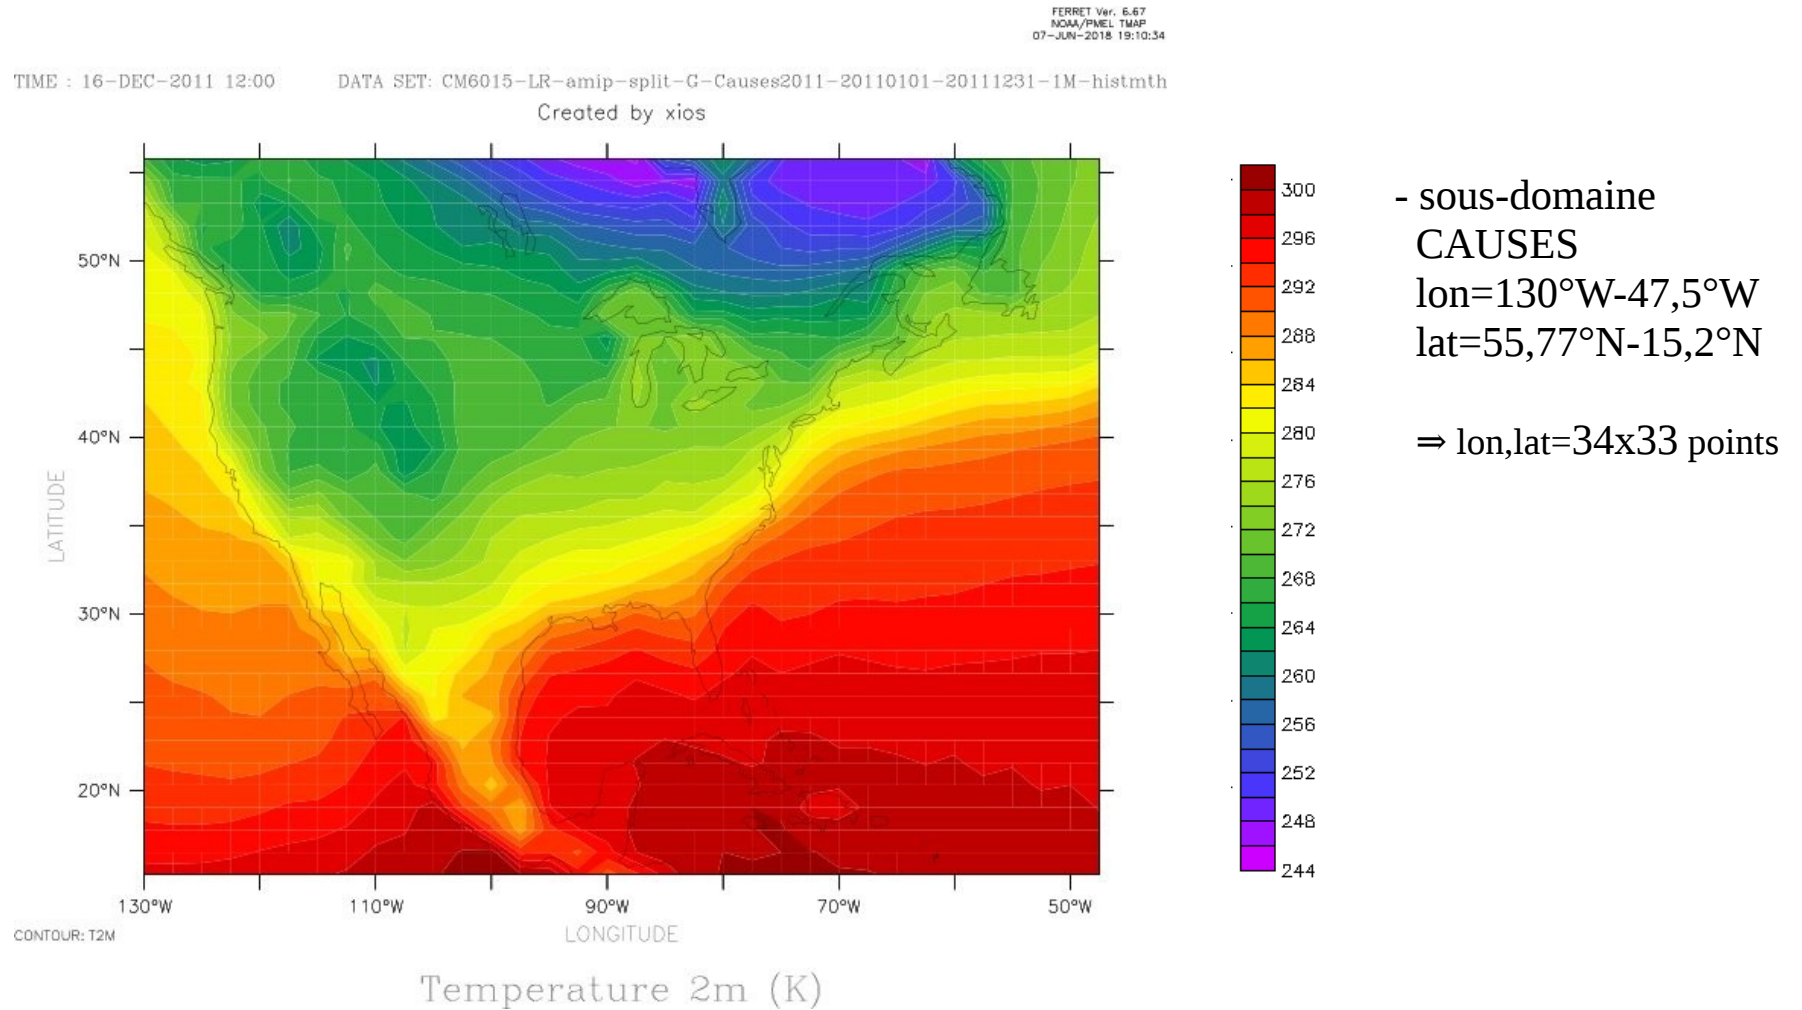 FERRET Ver. 6.67
NOAA/PMEL TMAP
07-JUN-2018 19:10:34
TIME : 16-DEC-2011 12:00 DATA SET: CM6015-LR-amip-split-G-Causes2011-20110101-20111231-1M-histmth
Created by xios
50°N
40°N
30°N
20°N
LATITUDE
130°W 110°W 90°W 70°W 50°W
LONGITUDE
CONTOUR: T2M
Temperature 2m (K)
300
296
292
288
284
280
276
272
268
264
260
256
252
248
244
- sous-domaine
CAUSES
lon=130°W-47,5°W
lat=55,77°N-15,2°N
⇒ lon,lat=34x33 points